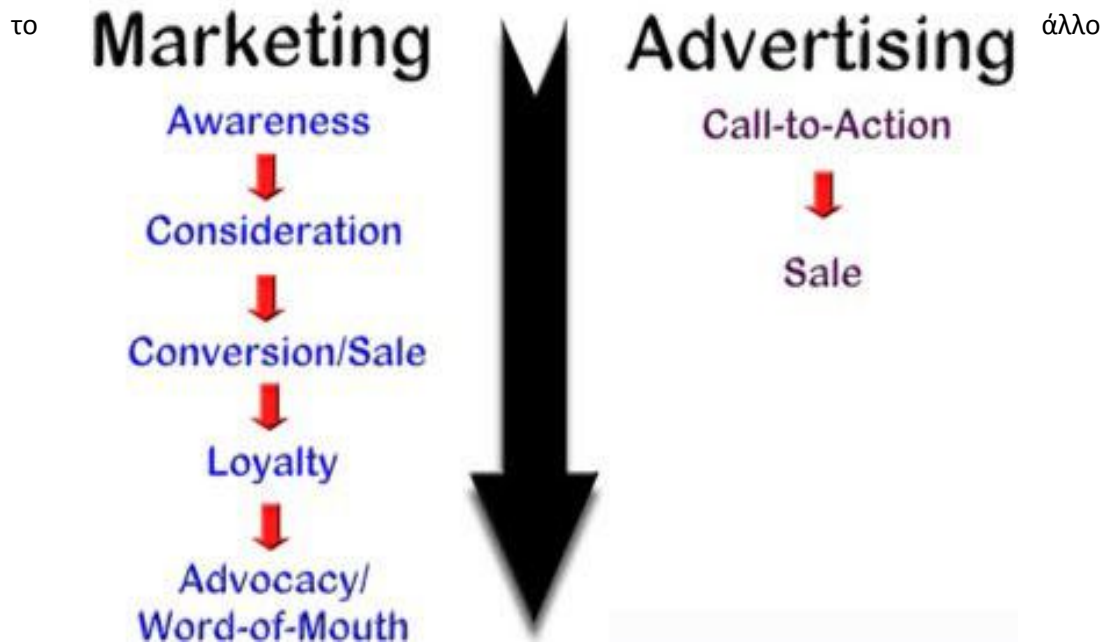 το
Marketing
Awareness
Consideration
Conversion/Sale
Loyalty
Advocacy/
Word-of-Mouth
Advertising
Call-to-Action
Sale
άλλο